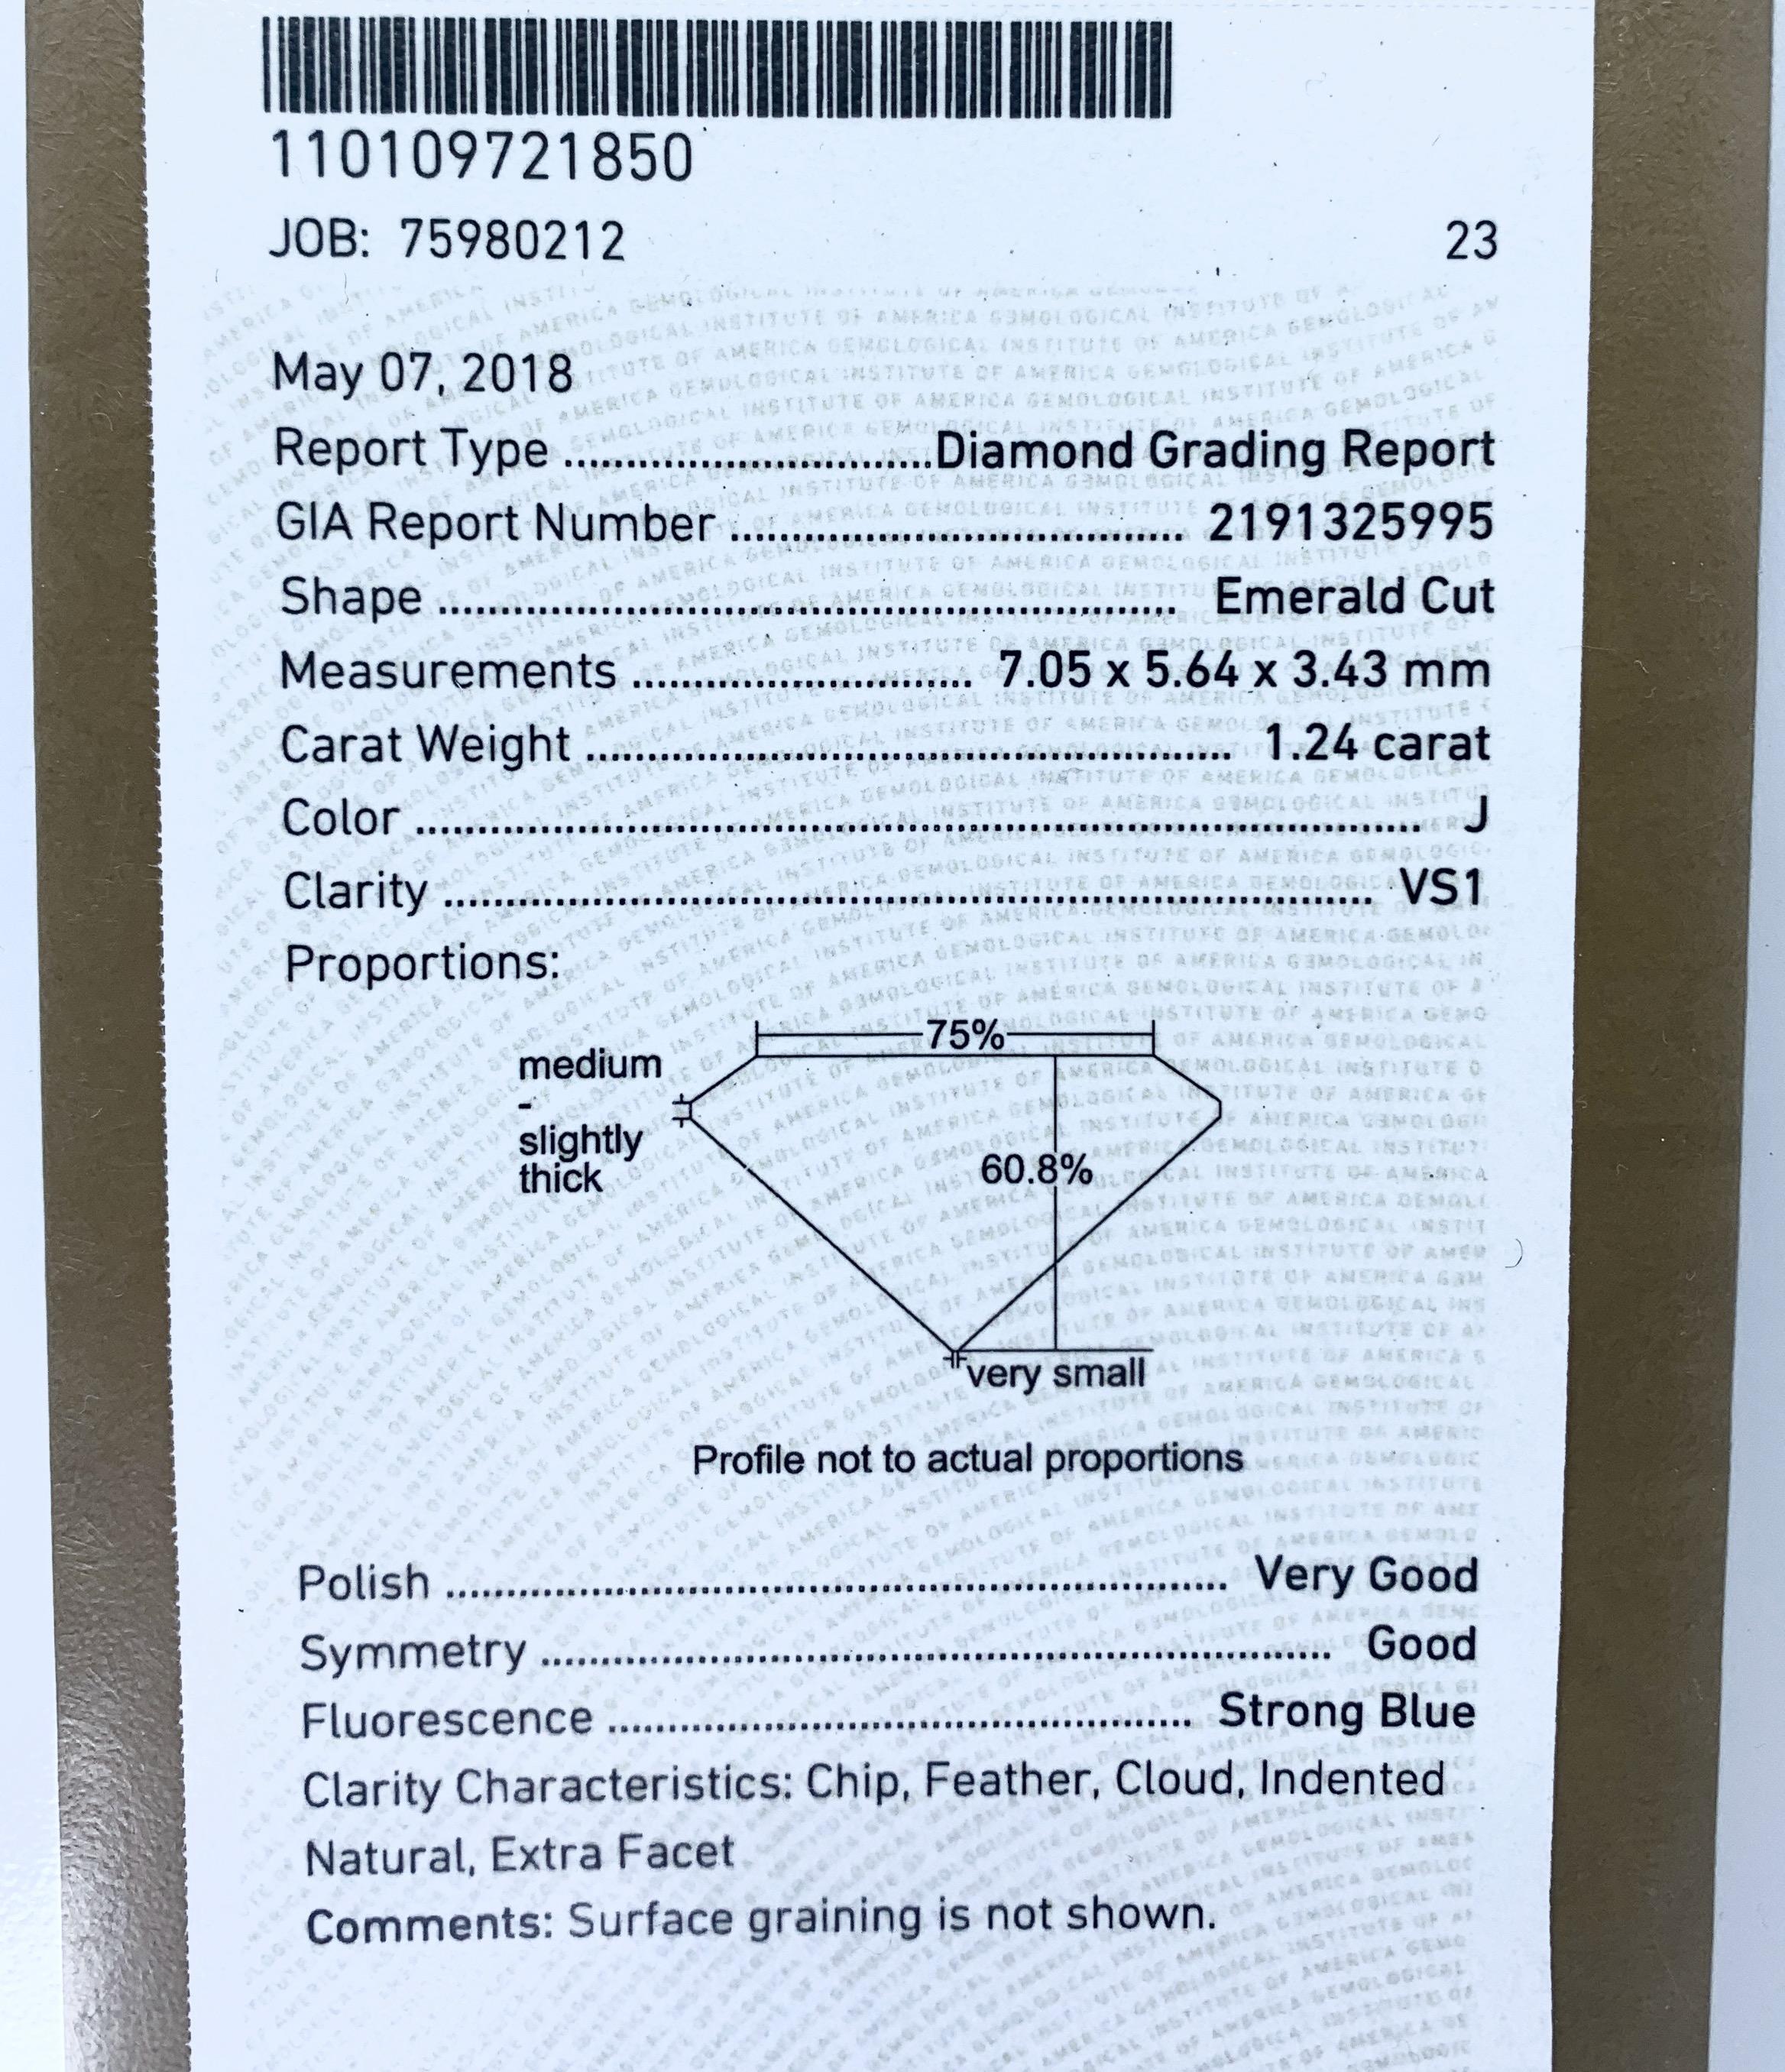 110109721850
JOB: 75980212 23
May 07, 2018
Report Type ..............................Diamond Grading Report
GIA Report Number .................................... 2191325995
Shape ........................................................... Emerald Cut
Measurements ........................... 7.05 x 5.64 x 3.43 mm
Carat Weight .................................................... 1.24 carat
Color ................................................................................ J
Clarity .......................................................................... VS1
Proportions:
75%
medium
-
slightly
thick
60.8%
very small
Profile not to actual proportions
Polish .............................................................. Very Good
Symmetry ............................................................... Good
Fluorescence .............................................. Strong Blue
Clarity Characteristics: Chip, Feather, Cloud, Indented
Natural, Extra Facet
Comments: Surface graining is not shown.